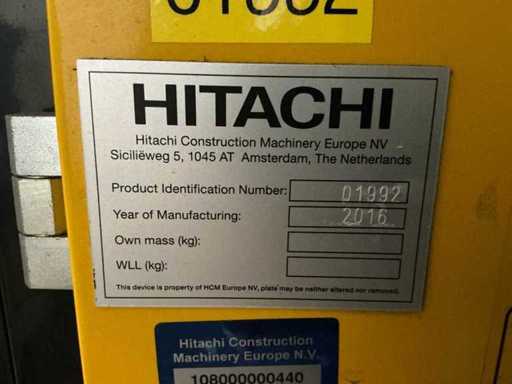 01992
HITACHI
Hitachi Construction Machinery Europe NV
Siciliëweg 5, 1045 AT Amsterdam, The Netherlands
Product Identification Number: 01992
Year of Manufacturing: 2016
Own mass (kg):
WLL (kg):
This device is property of HCM Europe NV, plate may be neither altered nor removed.
Hitachi Construction
Machinery Europe N.V.
108000000440